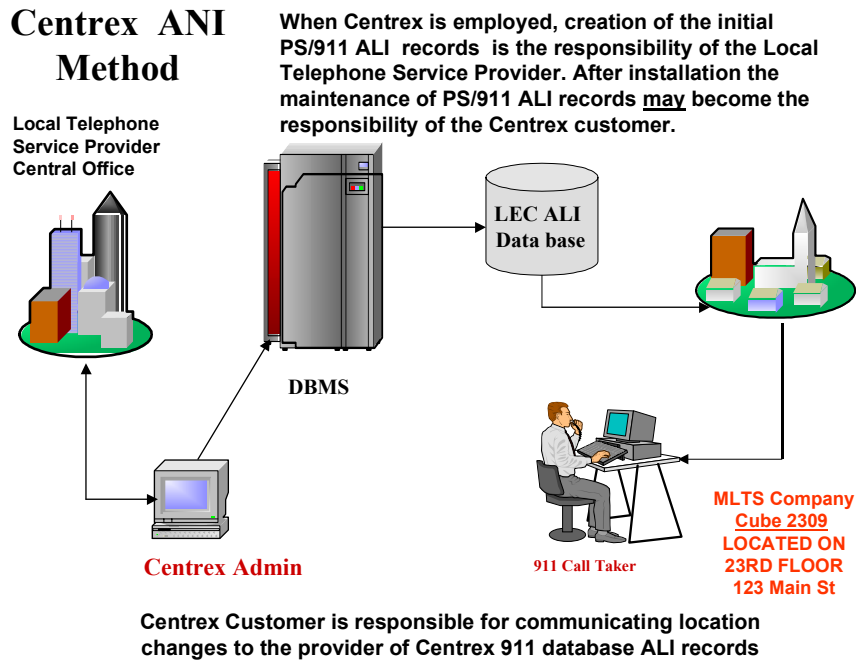 Centrex ANI
Method
When Centrex is employed, creation of the initial
PS/911 ALI records is the responsibility of the Local
Telephone Service Provider. After installation the
maintenance of PS/911 ALI records may become the
responsibility of the Centrex customer.
Local Telephone
Service Provider
Central Office
LEC ALI
Data base
DBMS
Centrex Admin
911 Call Taker
MLTS Company
Cube 2309
LOCATED ON
23RD FLOOR
123 Main St
Centrex Customer is responsible for communicating location
changes to the provider of Centrex 911 database ALI records